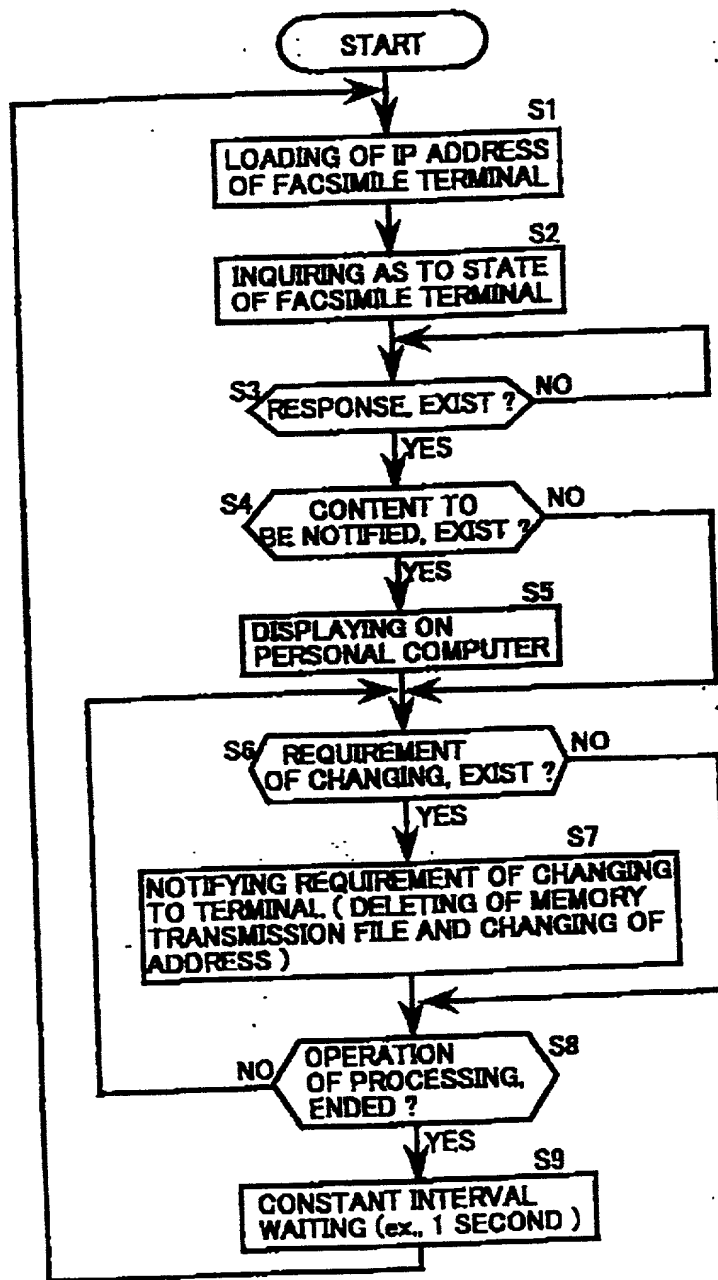 START
S1
LOADING OF IP ADDRESS
OF FACSIMILE TERMINAL
S2
INQUIRING AS TO STATE
OF FACSIMILE TERMINAL
S3
RESPONSE, EXIST ?
NO
YES
S4
CONTENT TO
BE NOTIFIED, EXIST ?
NO
YES
S5
DISPLAYING ON
PERSONAL COMPUTER
S6
REQUIREMENT
OF CHANGING, EXIST ?
NO
YES
S7
NOTIFYING REQUIREMENT OF CHANGING
TO TERMINAL ( DELETING OF MEMORY
TRANSMISSION FILE AND CHANGING OF
ADDRESS )
S8
OPERATION
OF PROCESSING,
ENDED ?
NO
YES
S9
CONSTANT INTERVAL
WAITING (ex., 1 SECOND )